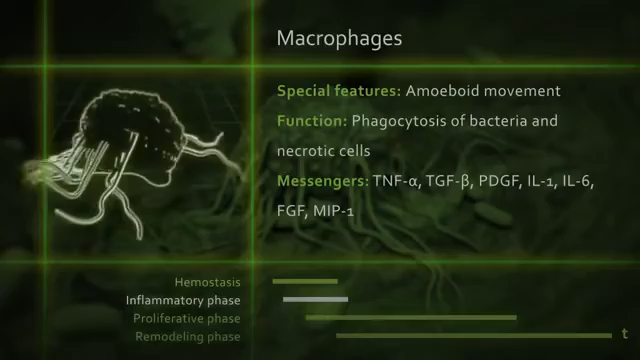 Macrophages
Special features: Amoeboid movement
Function: Phagocytosis of bacteria and
necrotic cells
Messengers: TNF-α, TGF-β, PDGF, IL-1, IL-6,
FGF, MIP-1
Hemostasis
Inflammatory phase
Proliferative phase
Remodeling phase
t